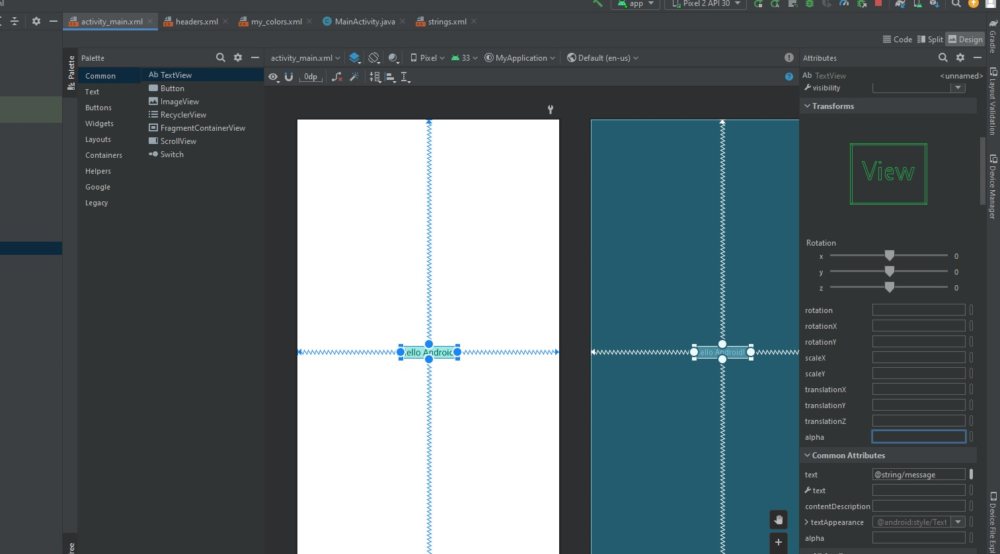 ml
app
Pixel 2 API 30
activity_main.xml
headers.xml
my_colors.xml
MainActivity.java
strings.xml
Code
Split
Design
Palette
Palette
activity_main.xml
Pixel
33
MyApplication
Default (en-us)
Attributes
0dp
Ab TextView
<unnamed>
visibility
Common
Text
Buttons
Widgets
Layouts
Containers
Helpers
Google
Legacy
Ab TextView
Button
ImageView
RecyclerView
FragmentContainerView
ScrollView
Switch
ello Android
ello Android!
Transforms
View
Rotation
x 0
y 0
z 0
rotation
rotationX
rotationY
scaleX
scaleY
translationX
translationY
translationZ
alpha
Common Attributes
text @string/message
text
contentDescription
textAppearance @android:style/Text
alpha
Gradle
Layout Validation
Device Manager
Device File Expl
ree